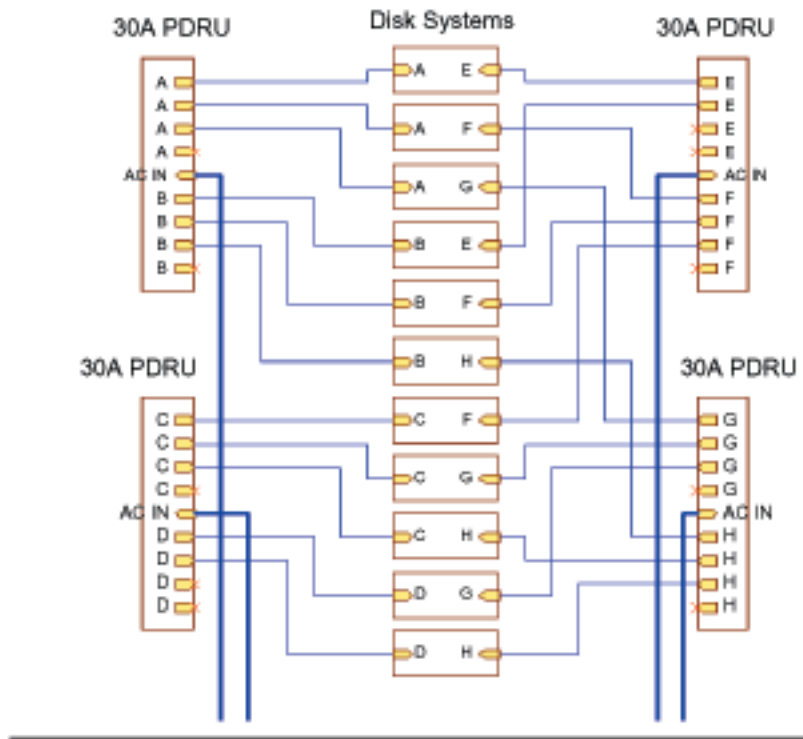 Disk Systems
30A PDRU
30A PDRU
A
A
A
A
AC IN
B
B
B
B
A E
A F
A G
B E
B F
B H
C F
C G
C H
D G
D H
E
E
E
E
AC IN
F
F
F
F
30A PDRU
30A PDRU
C
C
C
C
AC IN
D
D
D
D
G
G
G
G
AC IN
H
H
H
H